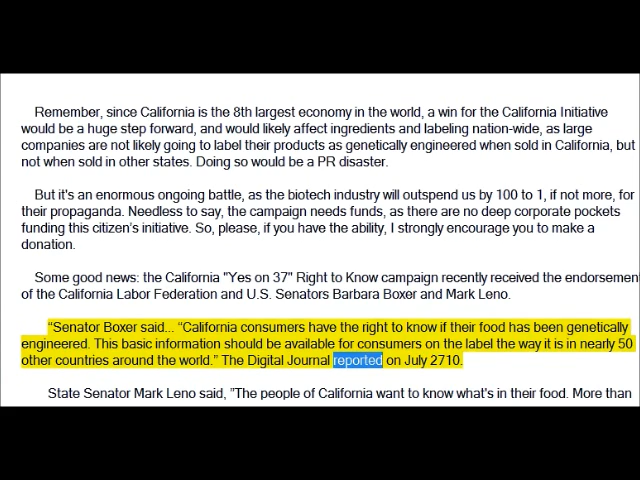 Remember, since California is the 8th largest economy in the world, a win for the California Initiative
would be a huge step forward, and would likely affect ingredients and labeling nation-wide, as large
companies are not likely going to label their products as genetically engineered when sold in California, but
not when sold in other states. Doing so would be a PR disaster.
But it's an enormous ongoing battle, as the biotech industry will outspend us by 100 to 1, if not more, for
their propaganda. Needless to say, the campaign needs funds, as there are no deep corporate pockets
funding this citizen's initiative. So, please, if you have the ability, I strongly encourage you to make a
donation.
Some good news: the California "Yes on 37" Right to Know campaign recently received the endorsement
of the California Labor Federation and U.S. Senators Barbara Boxer and Mark Leno.
“Senator Boxer said... “California consumers have the right to know if their food has been genetically
engineered. This basic information should be available for consumers on the label the way it is in nearly 50
other countries around the world.” The Digital Journal reported on July 2710.
State Senator Mark Leno said, ”The people of California want to know what's in their food. More than